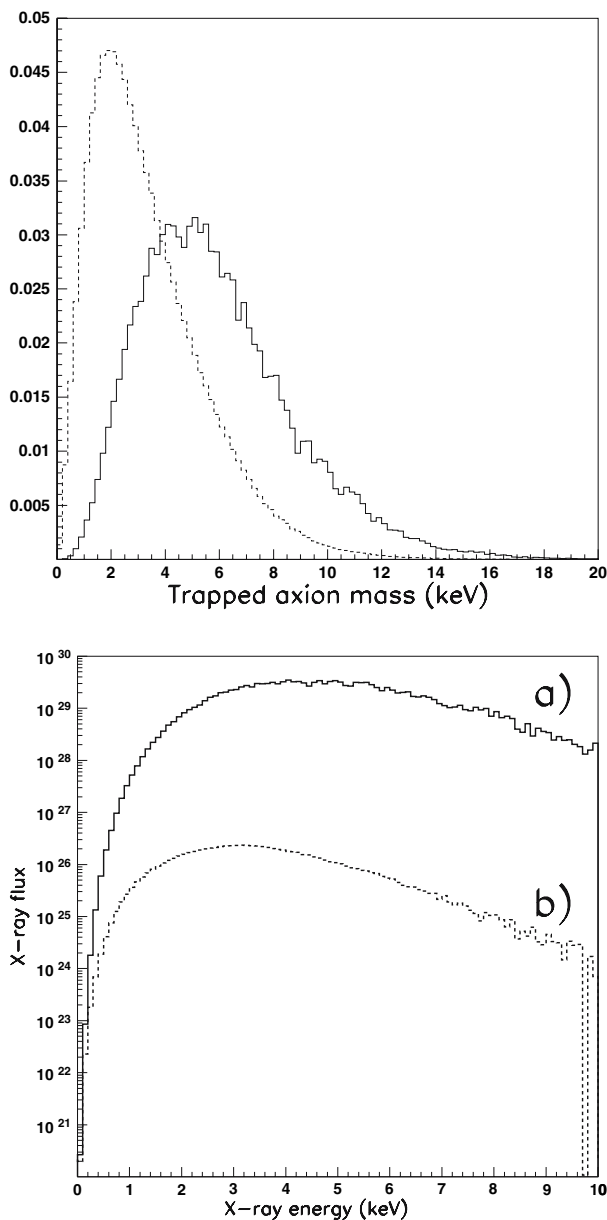 0.05
0.045
0.04
0.035
0.03
0.025
0.02
0.015
0.01
0.005
0 0 2 4 6 8 10 12 14 16 18 20
Trapped axion mass (keV)
10 30
10 29
10 28
10 27
10 26
10 25
10 24
10 23
10 22
10 21
X-ray flux
a)
b)
0 1 2 3 4 5 6 7 8 9 10
X-ray energy (keV)